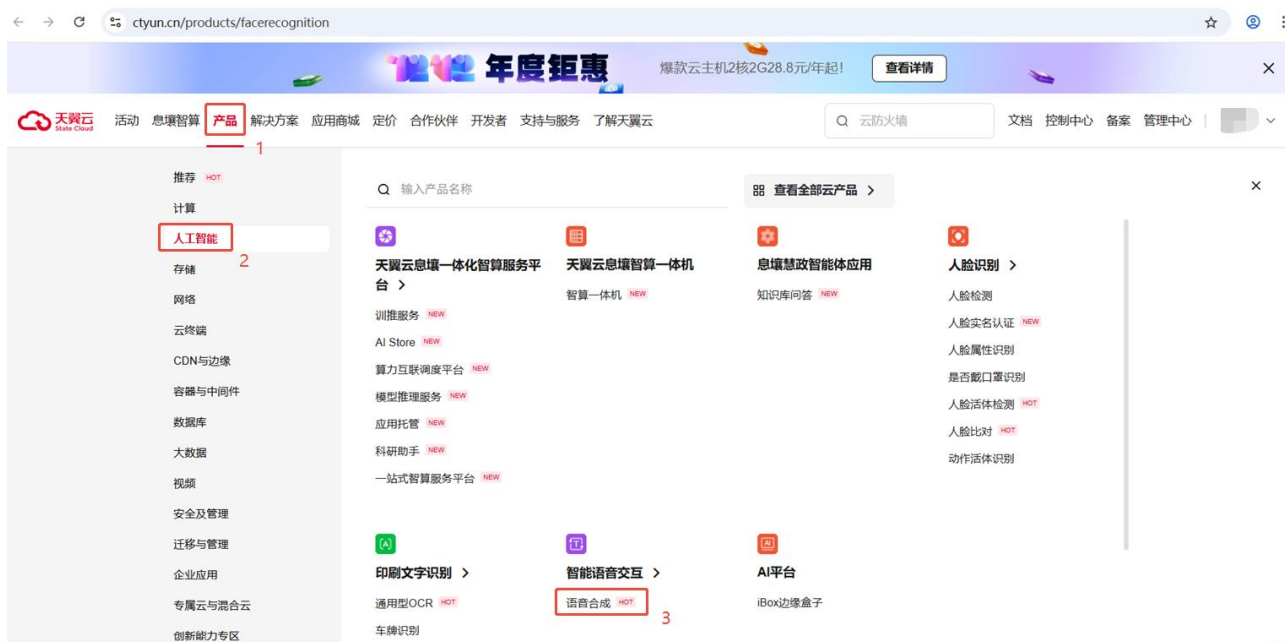 ctyun.cn/products/facerecognition
1212 年度钜惠 爆款云主机2核2G28.8元/年起! 查看详情
天翼云 State Cloud 活动 息壤智算 产品 解决方案 应用商城 定价 合作伙伴 开发者 支持与服务 了解天翼云 云防火墙 文档 控制中心 备案 管理中心
1
推荐 HOT
计算
人工智能
2
存储
网络
云终端
CDN与边缘
容器与中间件
数据库
大数据
视频
安全及管理
迁移与管理
企业应用
专属云与混合云
创新能力专区
输入产品名称
查看全部云产品
天翼云息壤一体化智算服务平
台
训推服务 NEW
AI Store NEW
算力互联调度平台 NEW
模型推理服务 NEW
应用托管 NEW
科研助手 NEW
一站式智算服务平台 NEW
天翼云息壤智算一体机
智算一体机 NEW
息壤慧政智能体应用
知识库问答 NEW
人脸识别
人脸检测
人脸实名认证 NEW
人脸属性识别
是否戴口罩识别
人脸活体检测 HOT
人脸比对 HOT
动作活体识别
印刷文字识别
通用型OCR HOT
车牌识别
智能语音交互
语音合成 HOT
3
AI平台
iBox边缘盒子